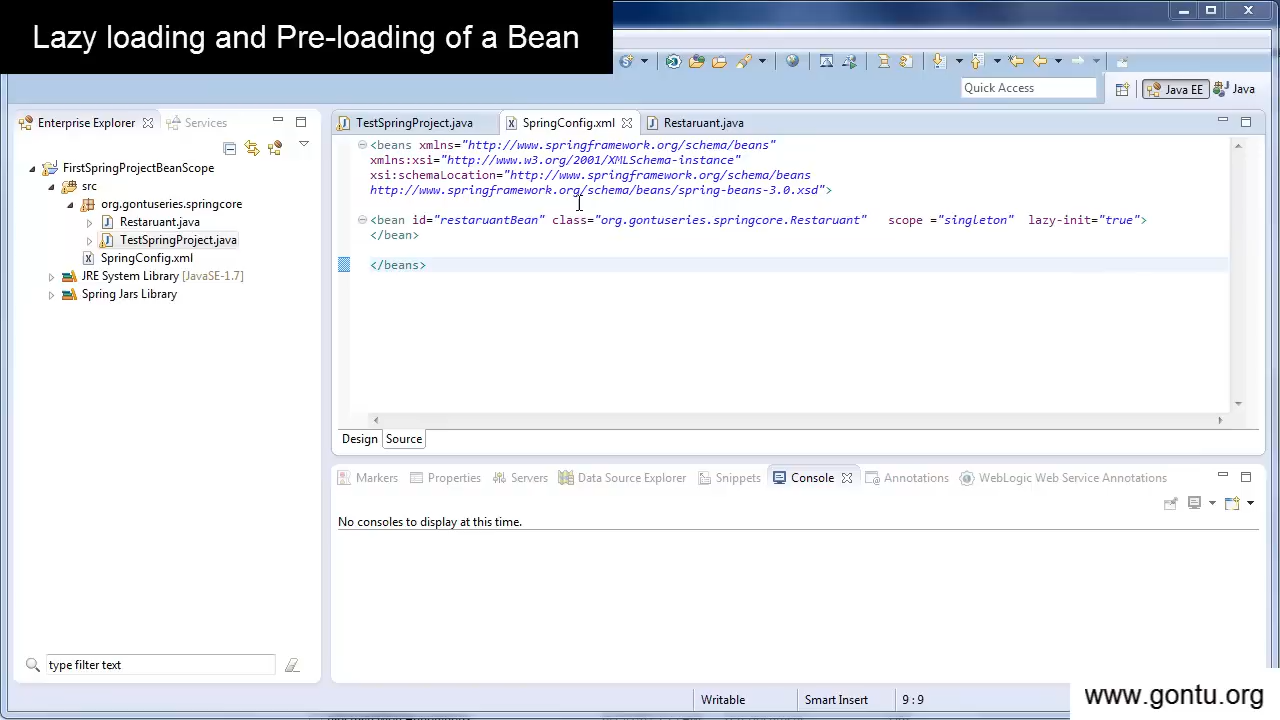 Lazy loading and Pre-loading of a Bean
Quick Access
Java EE
Java
Enterprise Explorer
Services
FirstSpringProjectBeanScope
src
org.gontuseries.springcore
Restaruant.java
TestSpringProject.java
SpringConfig.xml
JRE System Library [JavaSE-1.7]
Spring Jars Library
type filter text
TestSpringProject.java
SpringConfig.xml
Restaruant.java
<beans xmlns="http://www.springframework.org/schema/beans"
xmlns:xsi="http://www.w3.org/2001/XMLSchema-instance"
xsi:schemaLocation="http://www.springframework.org/schema/beans
http://www.springframework.org/schema/beans/spring-beans-3.0.xsd">
<bean id="restaruantBean" class="org.gontuseries.springcore.Restaruant" scope ="singleton" lazy-init="true">
</bean>
</beans>
Design
Source
Markers
Properties
Servers
Data Source Explorer
Snippets
Console
Annotations
WebLogic Web Service Annotations
No consoles to display at this time.
Writable
Smart Insert
9 : 9
www.gontu.org